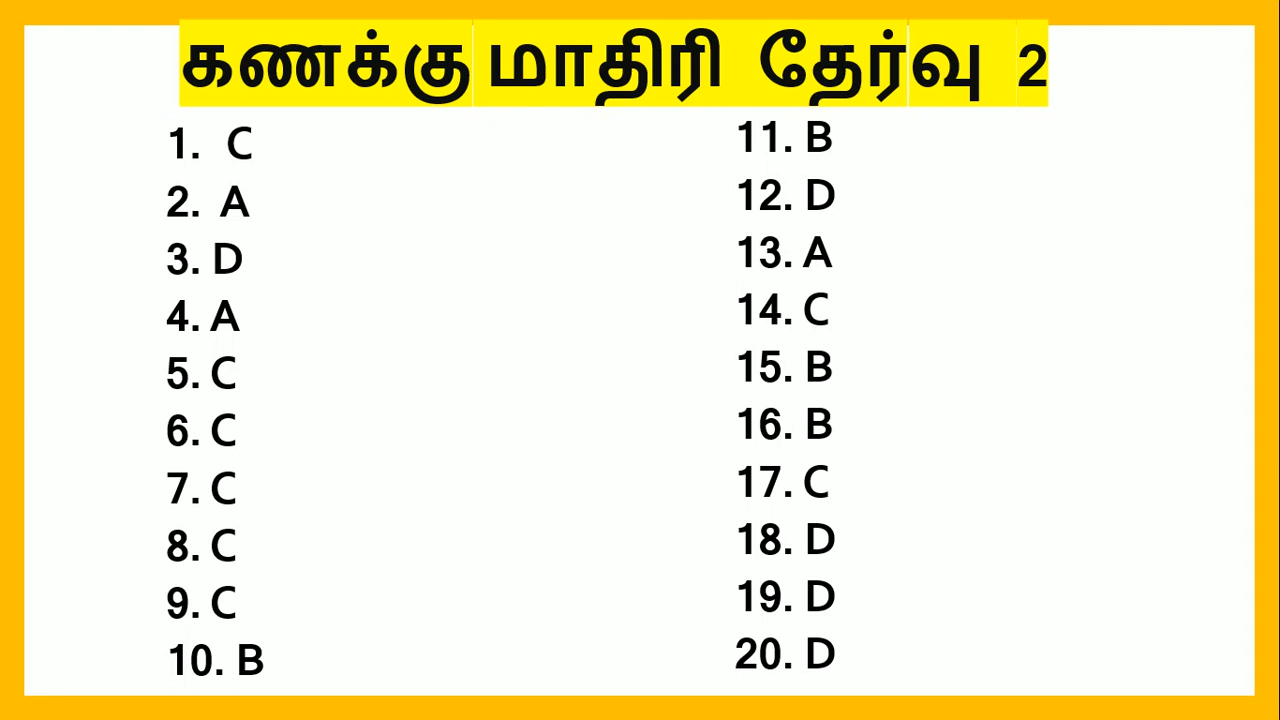 கணக்கு மாதிரி தேர்வு 2
1. C
2. A
3. D
4. A
5. C
6. C
7. C
8. C
9. C
10. B
11. B
12. D
13. A
14. C
15. B
16. B
17. C
18. D
19. D
20. D